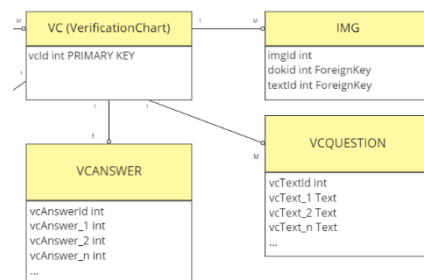 M
VC (VerificationChart)
1
IMG
vcId int PRIMARY KEY
imgId int
dokid int ForeignKey
textId int ForeignKey
1
1
1
1
M
VCANSWER
VCQUESTION
vcAnswerId int
vcAnswer_1 int
vcAnswer_2 int
vcAnswer_n int
...
vcTextId int
vcText_1 Text
vcText_2 Text
vcText_n Text
...